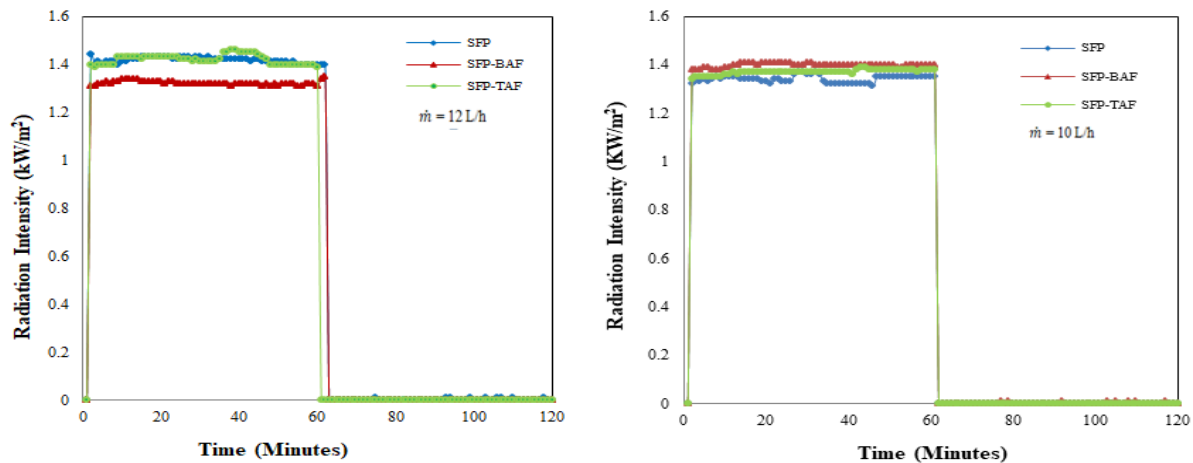 Radiation Intensity (kW/m²)
1.6
1.4
1.2
1
0.8
0.6
0.4
0.2
0
SFP
SFP-BAF
SFP-TAF
ṁ = 12 L/h
0 20 40 60 80 100 120
Time (Minutes)
Radiation Intensity (KW/m²)
1.6
1.4
1.2
1
0.8
0.6
0.4
0.2
0
SFP
SFP-BAF
SFP-TAF
ṁ = 10 L/h
0 20 40 60 80 100 120
Time (Minutes)